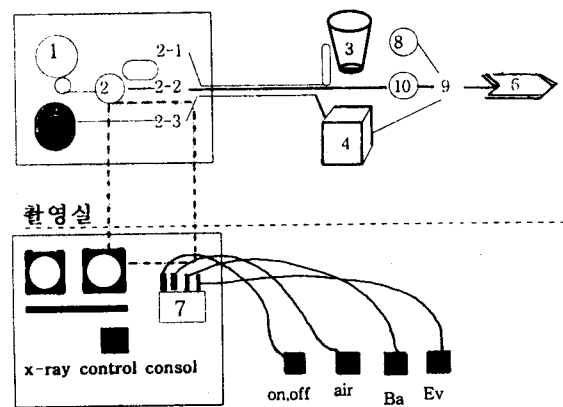 1
2
2-1
2-2
2-3
3
4
8
10
9
6
촬영실
7
x-ray control consol
on,off
air
Ba
Ev